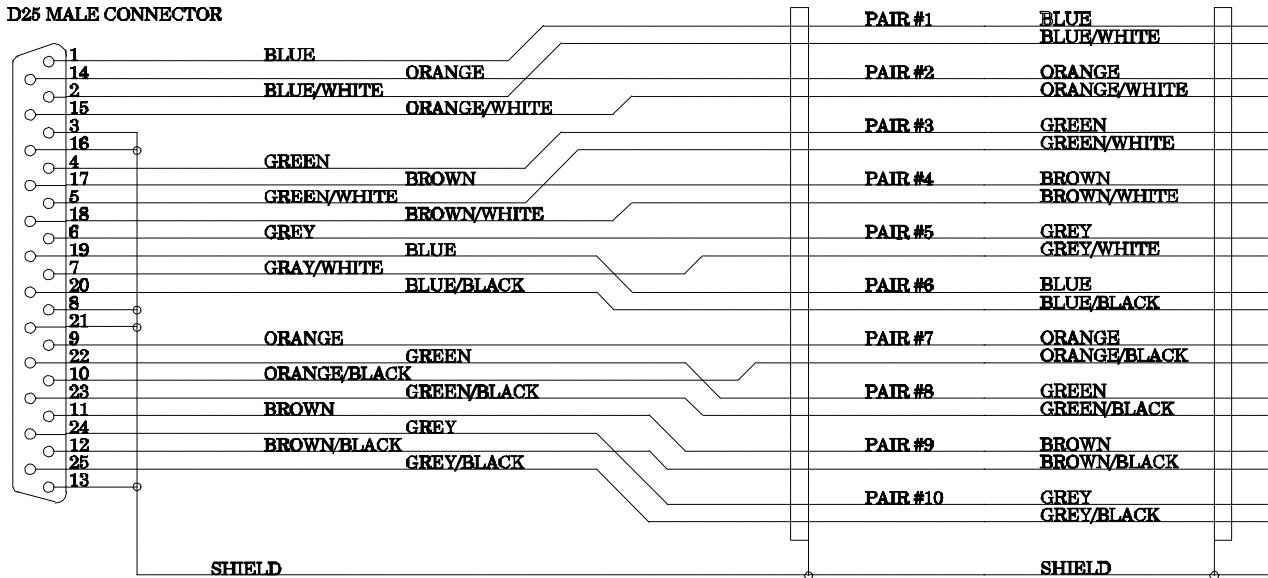 D25 MALE CONNECTOR
PAIR #1 BLUE
BLUE/WHITE
1 BLUE
14 ORANGE PAIR #2 ORANGE
2 BLUE/WHITE ORANGE/WHITE
15 ORANGE/WHITE
3 PAIR #3 GREEN
16 GREEN/WHITE
4 GREEN
17 BROWN PAIR #4 BROWN
5 GREEN/WHITE BROWN/WHITE
18 BROWN/WHITE
6 GREY PAIR #5 GREY
19 BLUE GREY/WHITE
7 GRAY/WHITE
20 BLUE/BLACK PAIR #6 BLUE
8 BLUE/BLACK
21
9 ORANGE PAIR #7 ORANGE
22 GREEN ORANGE/BLACK
10 ORANGE/BLACK
23 GREEN/BLACK PAIR #8 GREEN
11 BROWN GREEN/BLACK
24 GREY
12 BROWN/BLACK PAIR #9 BROWN
25 GREY/BLACK BROWN/BLACK
13
PAIR #10 GREY
GREY/BLACK
SHIELD SHIELD